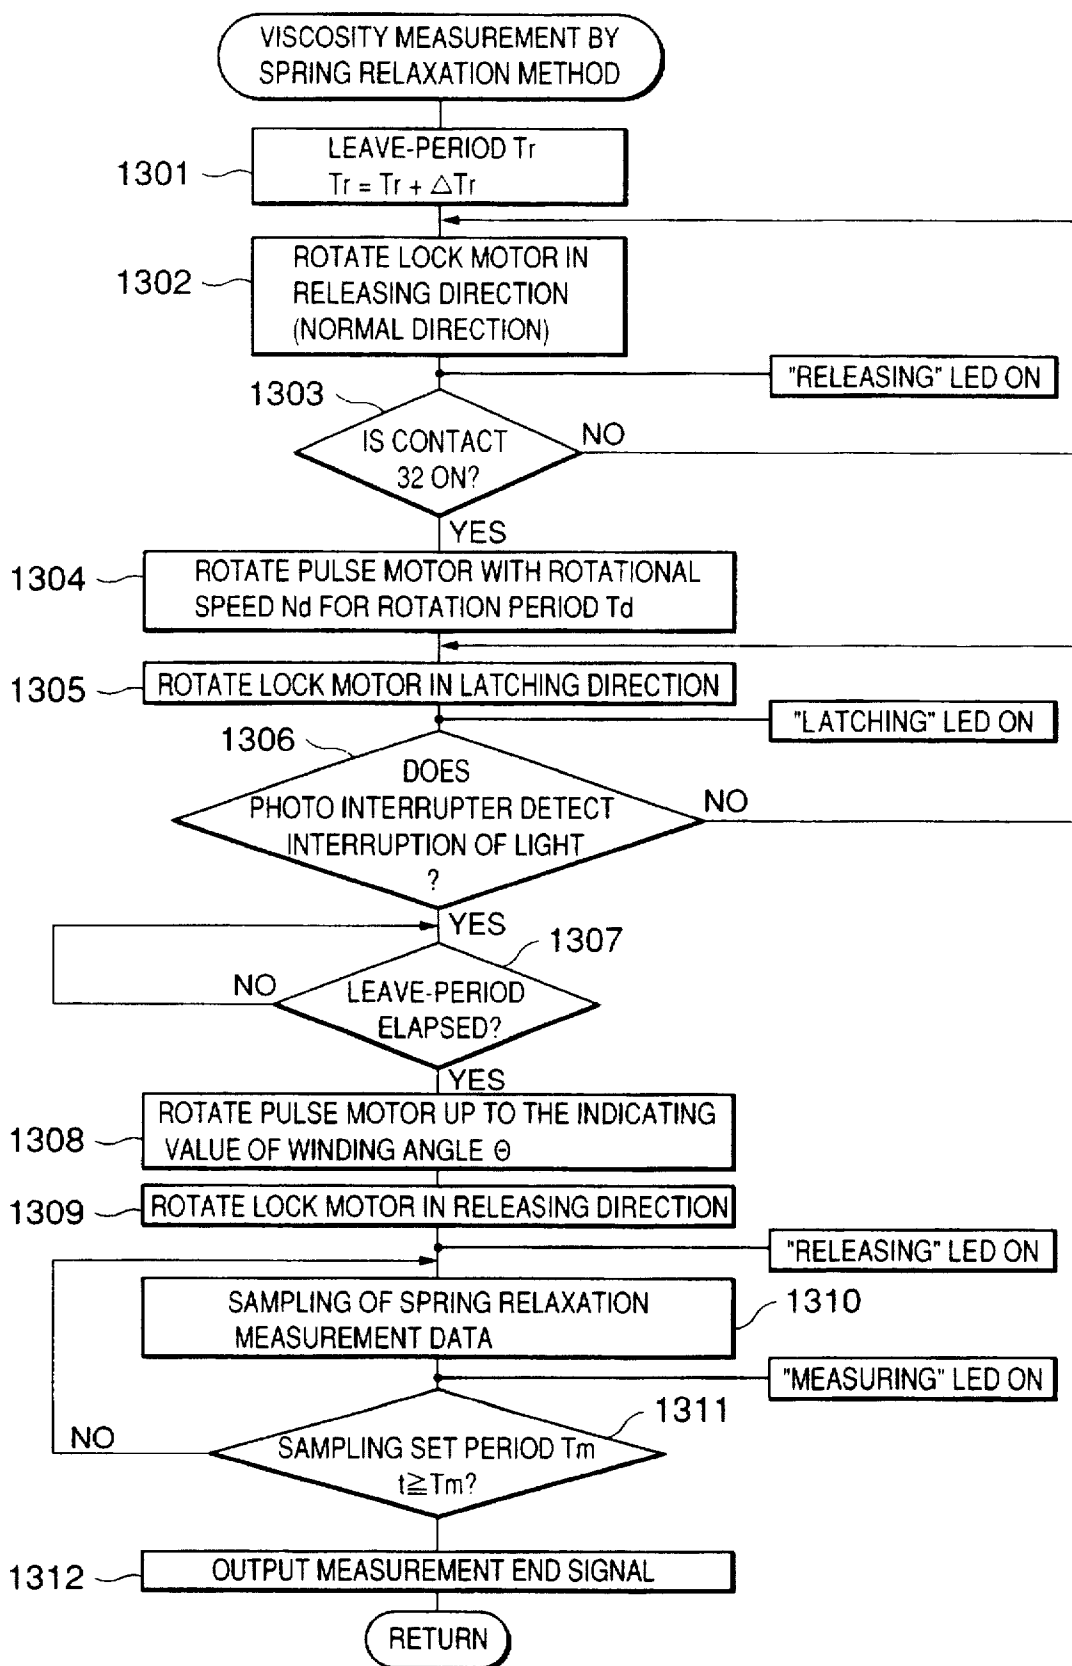 VISCOSITY MEASUREMENT BY
SPRING RELAXATION METHOD
1301
LEAVE-PERIOD Tr
Tr = Tr + △Tr
1302
ROTATE LOCK MOTOR IN
RELEASING DIRECTION
(NORMAL DIRECTION)
"RELEASING" LED ON
1303
IS CONTACT
32 ON?
NO
YES
1304
ROTATE PULSE MOTOR WITH ROTATIONAL
SPEED Nd FOR ROTATION PERIOD Td
1305
ROTATE LOCK MOTOR IN LATCHING DIRECTION
"LATCHING" LED ON
1306
DOES
PHOTO INTERRUPTER DETECT
INTERRUPTION OF LIGHT
?
NO
YES
1307
NO
LEAVE-PERIOD
ELAPSED?
YES
1308
ROTATE PULSE MOTOR UP TO THE INDICATING
VALUE OF WINDING ANGLE Θ
1309
ROTATE LOCK MOTOR IN RELEASING DIRECTION
"RELEASING" LED ON
1310
SAMPLING OF SPRING RELAXATION
MEASUREMENT DATA
"MEASURING" LED ON
1311
NO
SAMPLING SET PERIOD Tm
t≧Tm?
1312
OUTPUT MEASUREMENT END SIGNAL
RETURN